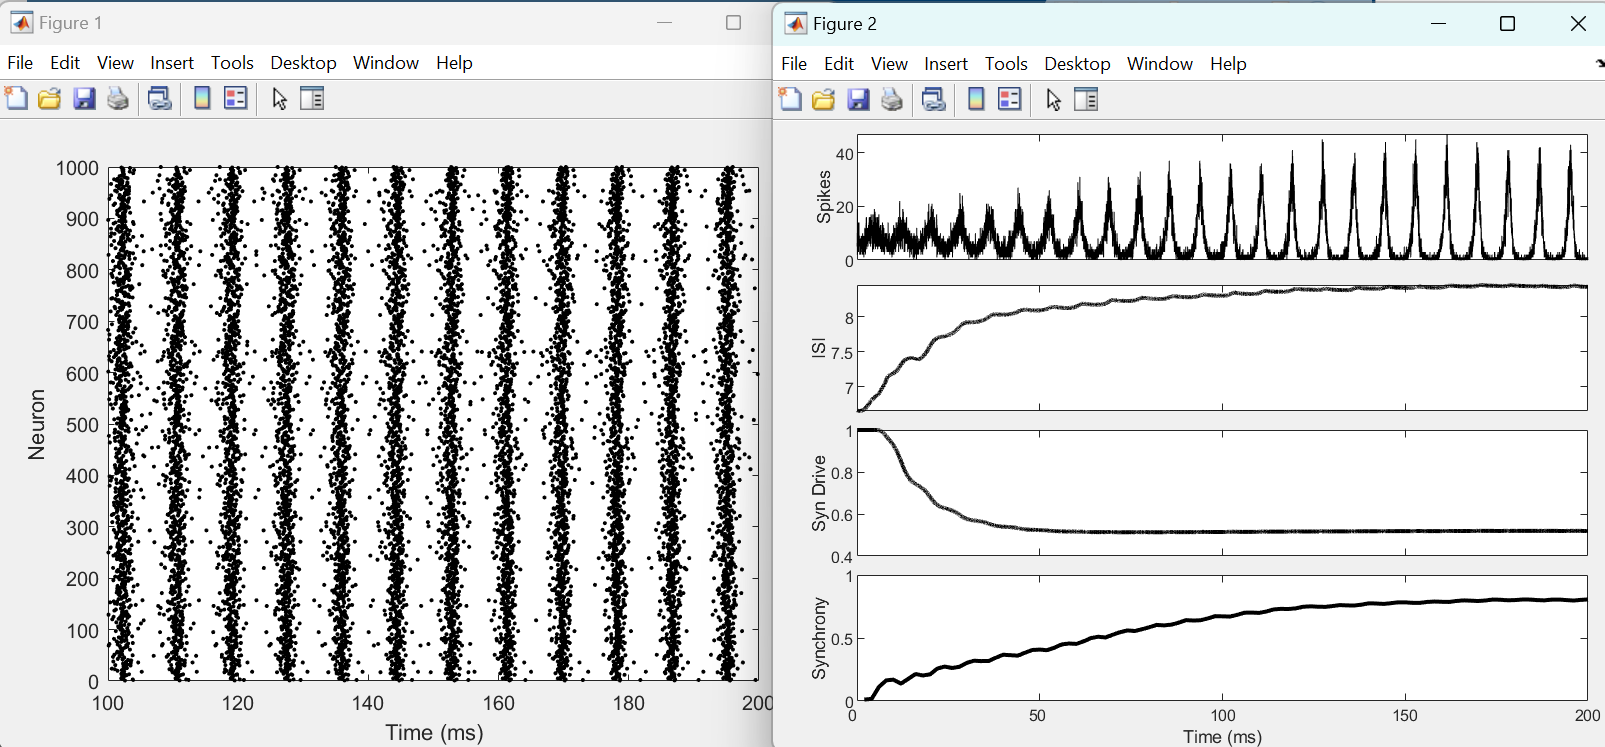 Figure 1
File Edit View Insert Tools Desktop Window Help
1000
900
800
700
600
500
400
300
200
100
0
Neuron
100 120 140 160 180 200
Time (ms)
Figure 2
File Edit View Insert Tools Desktop Window Help
40
20
0
Spikes
8
7.5
7
ISI
1
0.8
0.6
0.4
Syn Drive
1
0.5
0
Synchrony
0 50 100 150 200
Time (ms)